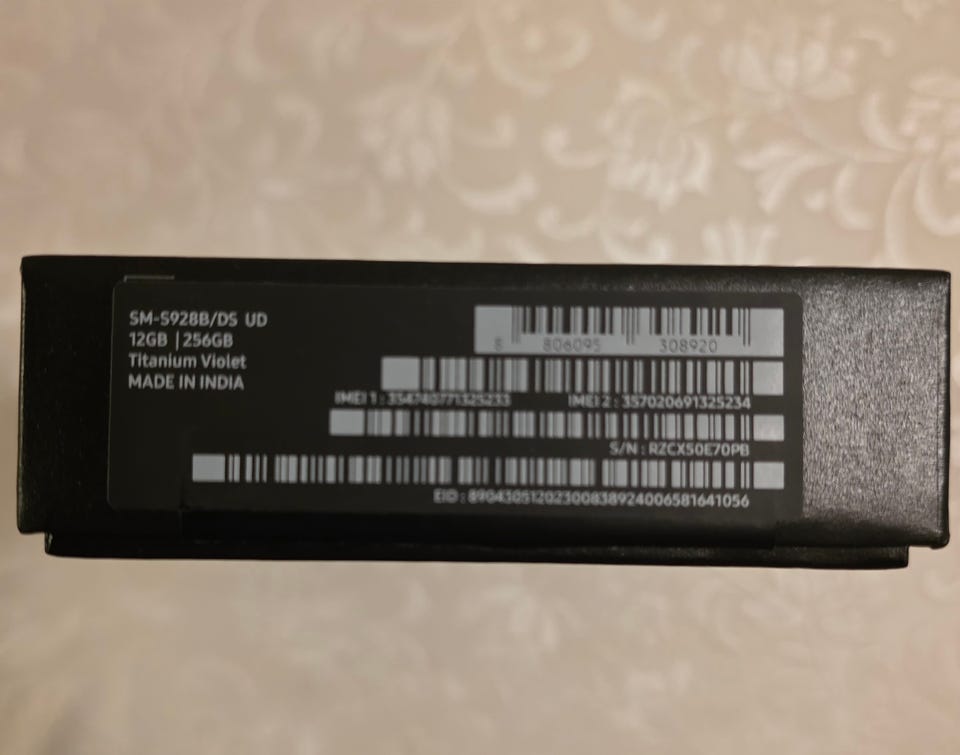 SM-S928B/DS UD
12GB | 256GB
Titanium Violet
MADE IN INDIA
8 806095 308920
IMEI 1 : 354740771325233 IMEI 2 : 357020691325234
S/N : RZCX50E70PB
EID : 89043051202300838924006581641056